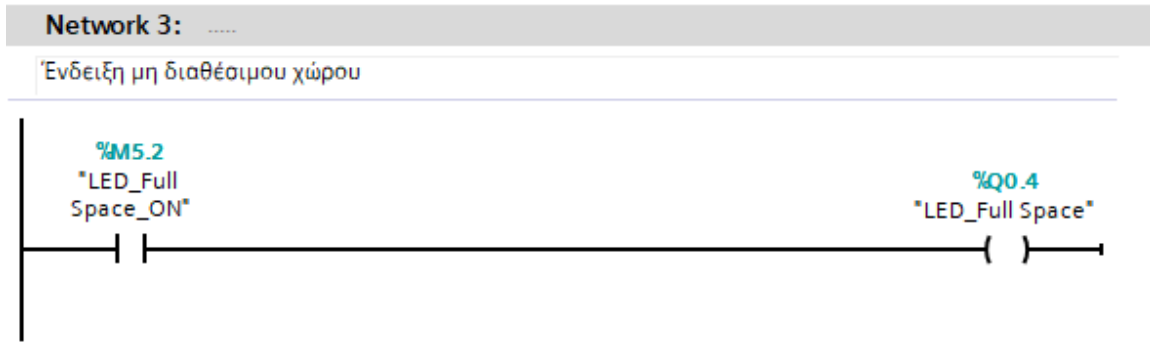 Network 3: .....
Ένδειξη μη διαθέσιμου χώρου
%M5.2
"LED_Full
Space_ON"
%Q0.4
"LED_Full Space"